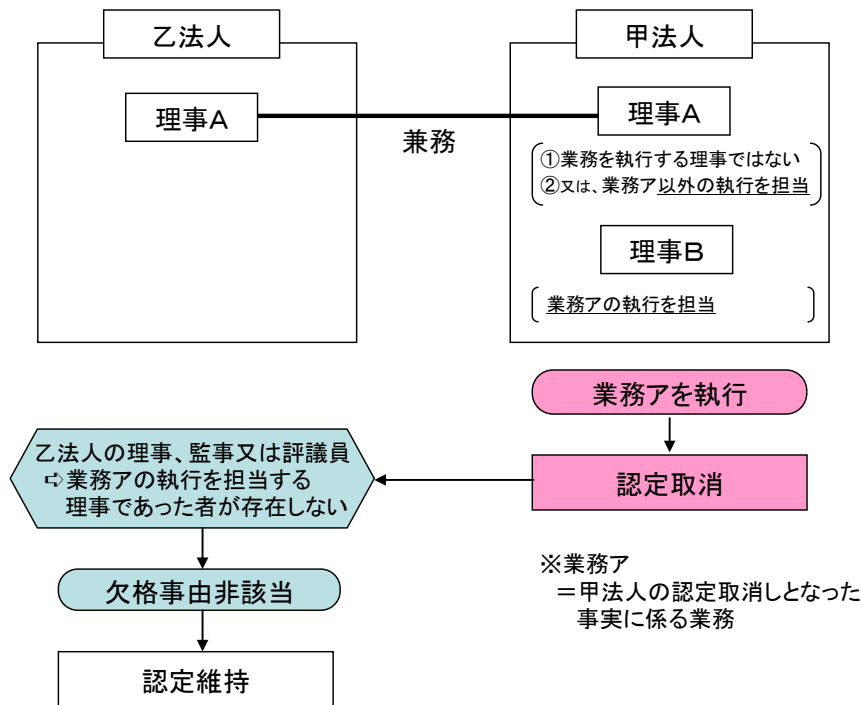 乙法人
甲法人
理事A
理事A
兼務
①業務を執行する理事ではない
②又は、業務ア以外の執行を担当
理事B
業務アの執行を担当
業務アを執行
認定取消
乙法人の理事、監事又は評議員
⇨業務アの執行を担当する
理事であった者が存在しない
欠格事由非該当
認定維持
※業務ア
＝甲法人の認定取消しとなった
事実に係る業務